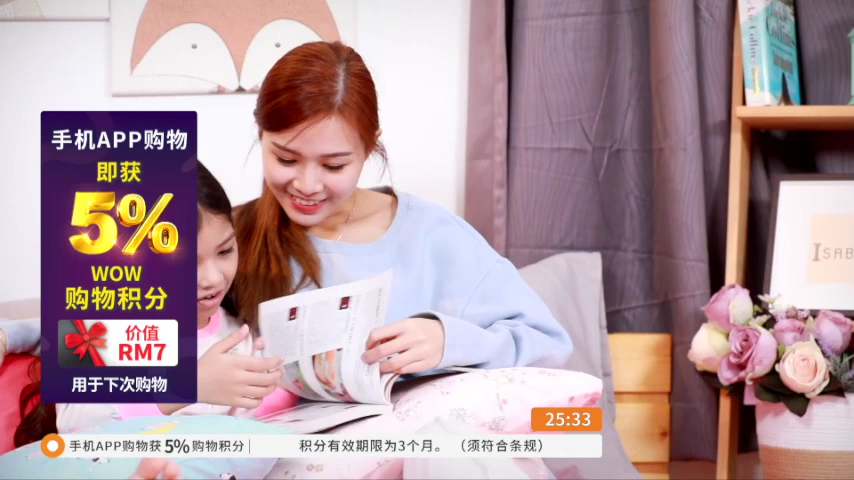 手机APP购物
即获
5%
WOW
购物积分
价值
RM7
用于下次购物
25:33
手机APP购物获5%购物积分 积分有效期限为3个月。（须符合条规）
ISAB